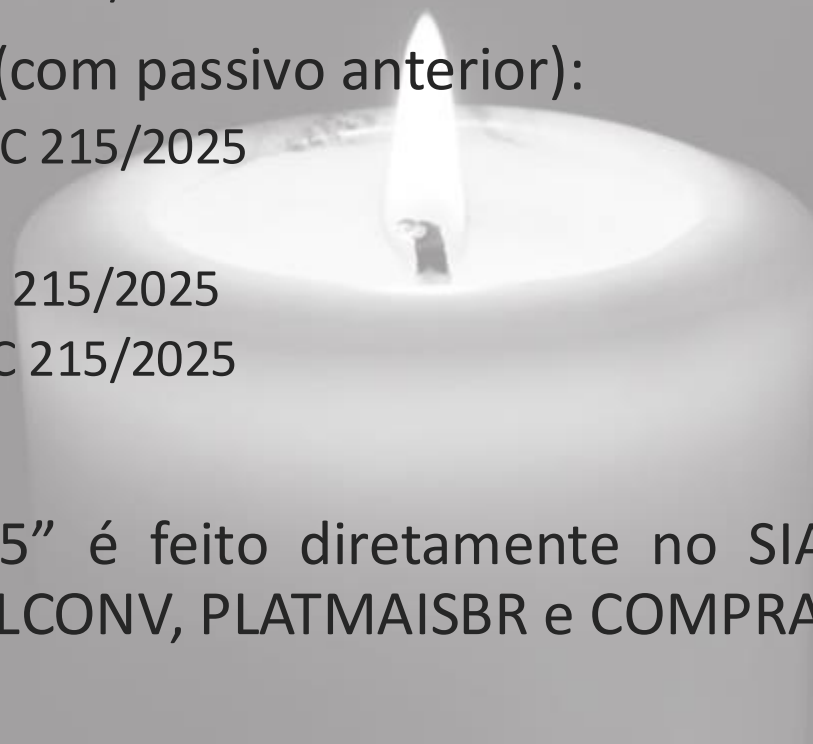 (com passivo anterior):
C 215/2025
215/2025
C 215/2025
5” é feito diretamente no SIA
LCONV, PLATMAISBR e COMPRA